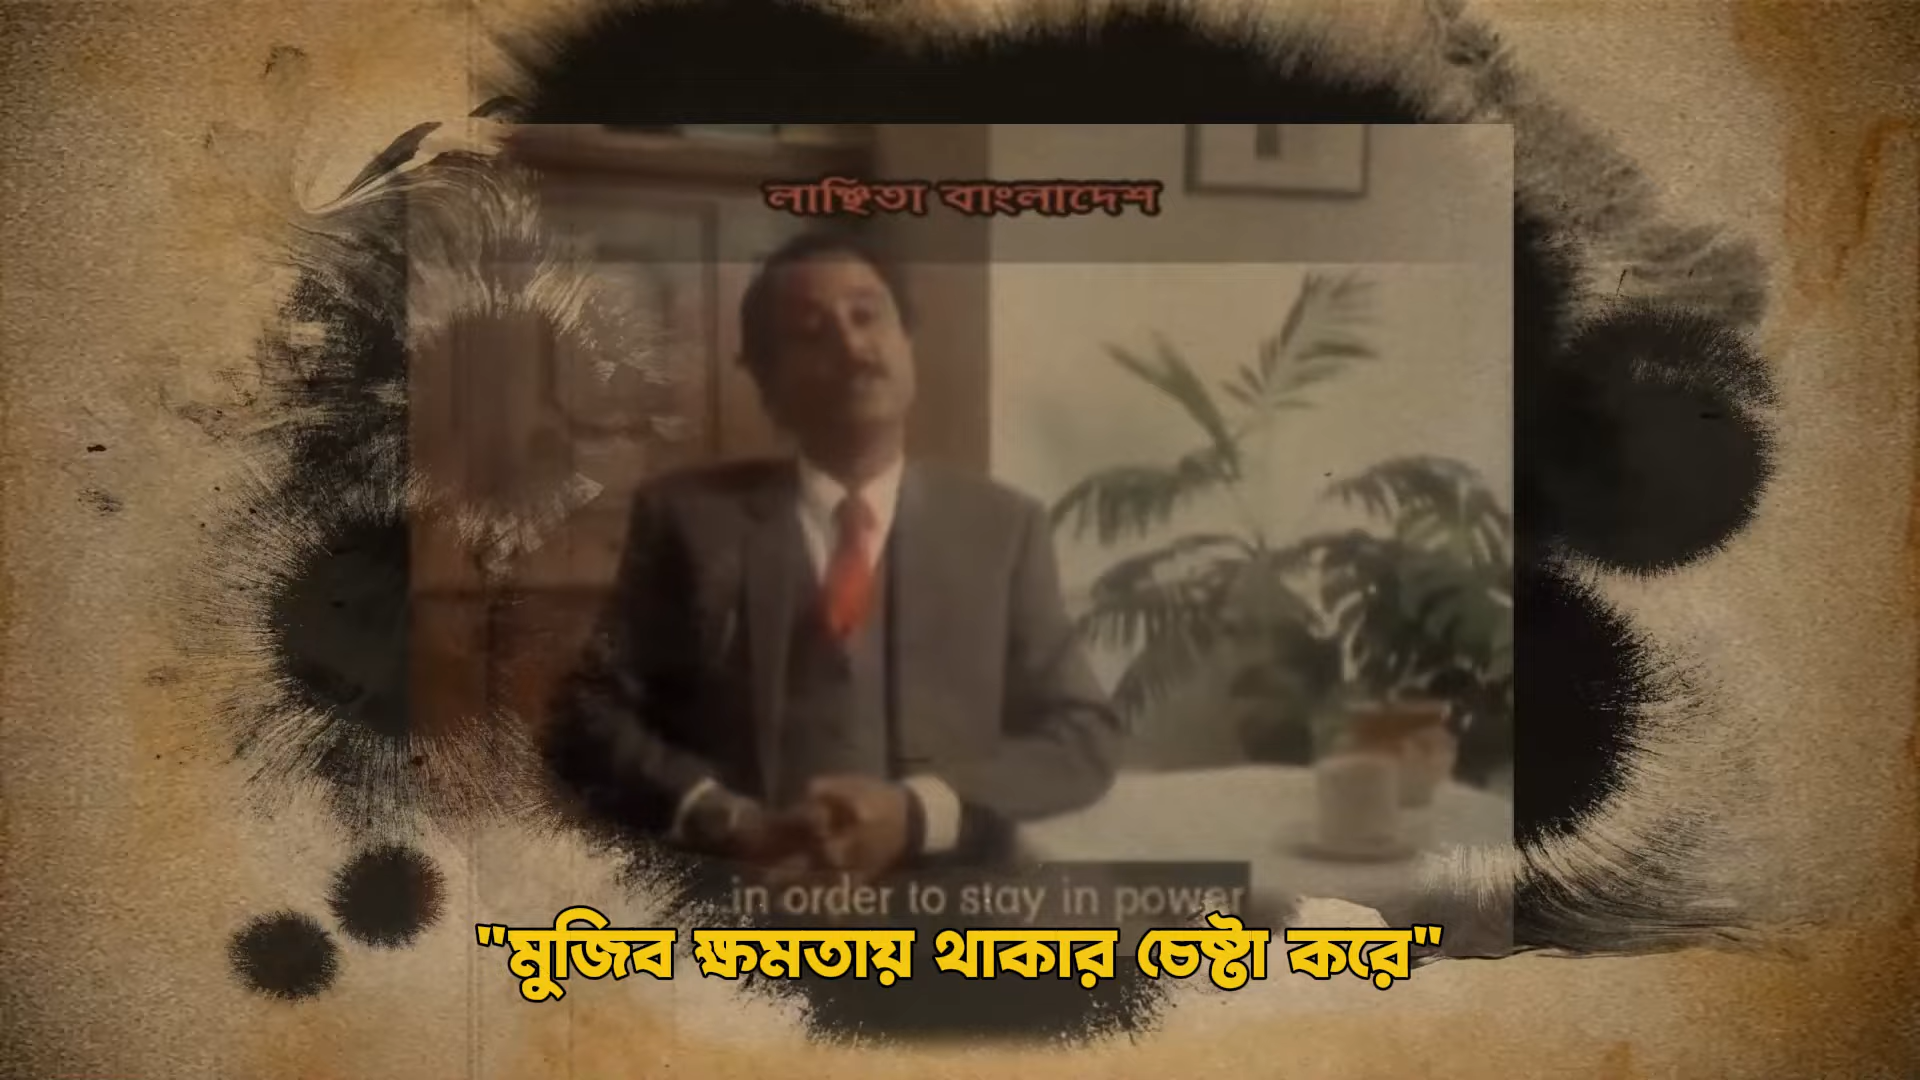 লাঞ্ছিতা বাংলাদেশ
in order to stay in power
"মুজিব ক্ষমতায় থাকার চেষ্টা করে"